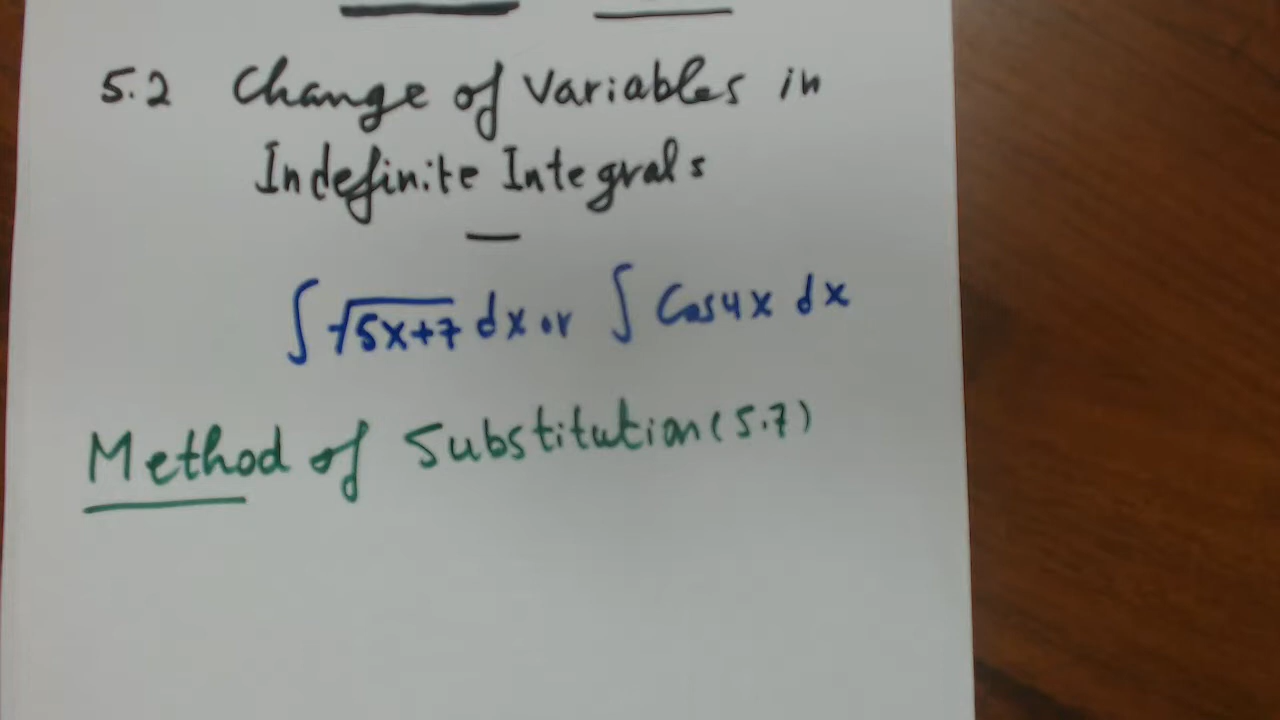 5.2 Change of Variables in
Indefinite Integrals
∫ √5x+7 dx or ∫ Cos4x dx
Method of Substitution (5.7)